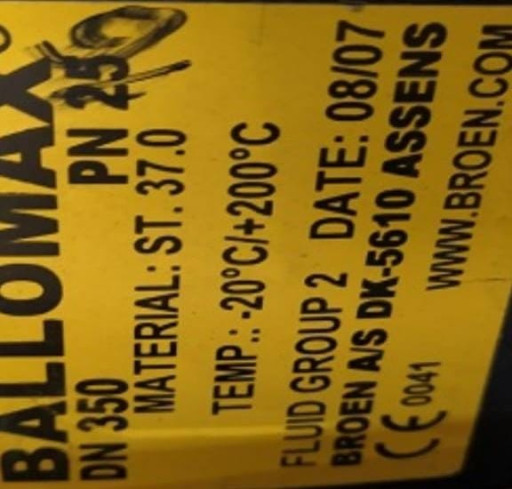 BALLOMAX®
DN 350 PN 25
MATERIAL: ST. 37.0
TEMP.: -20°C/+200°C
FLUID GROUP 2 DATE: 08/07
BROEN A/S DK-5610 ASSENS
CE 0041 WWW.BROEN.COM